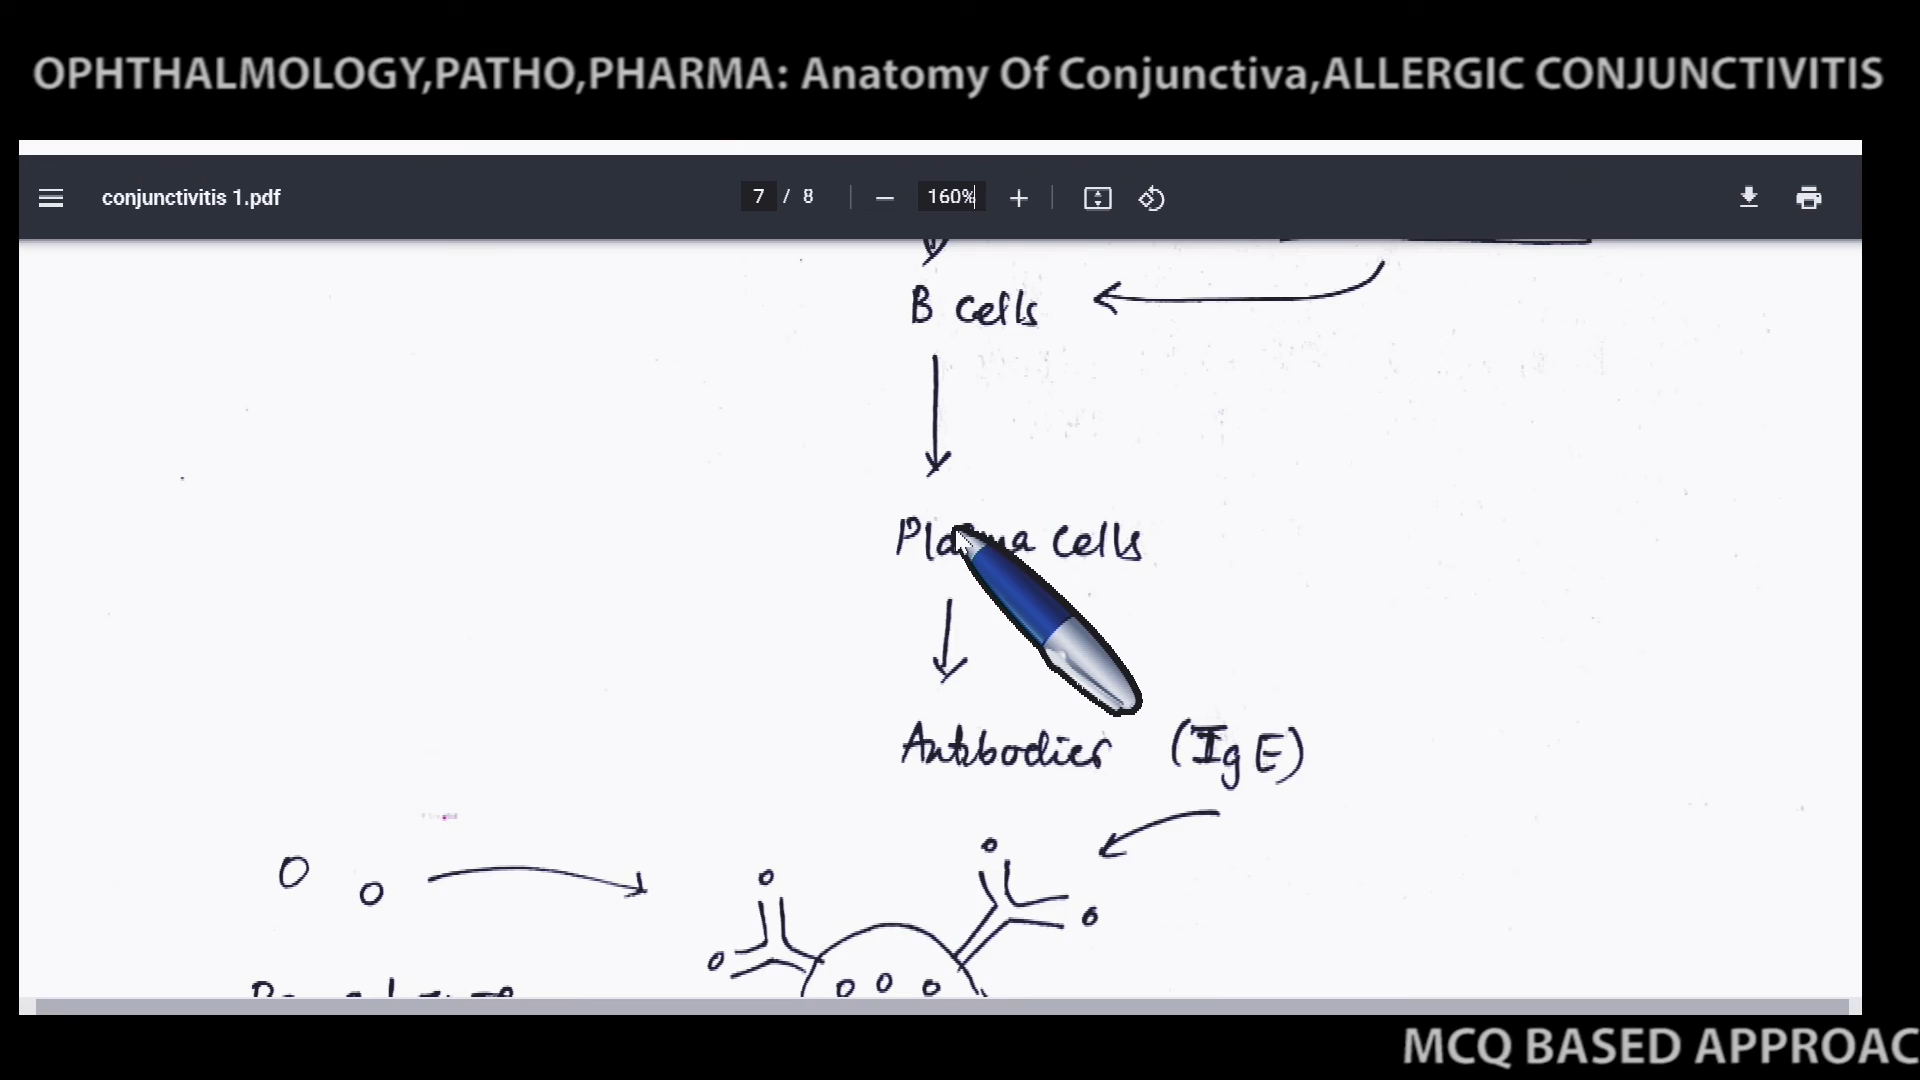 OPHTHALMOLOGY,PATHO,PHARMA: Anatomy Of Conjunctiva,ALLERGIC CONJUNCTIVITIS
conjunctivitis 1.pdf
7 / 8
160%
B cells
Plasma cells
Antibodies (IgE)
MCQ BASED APPROAC